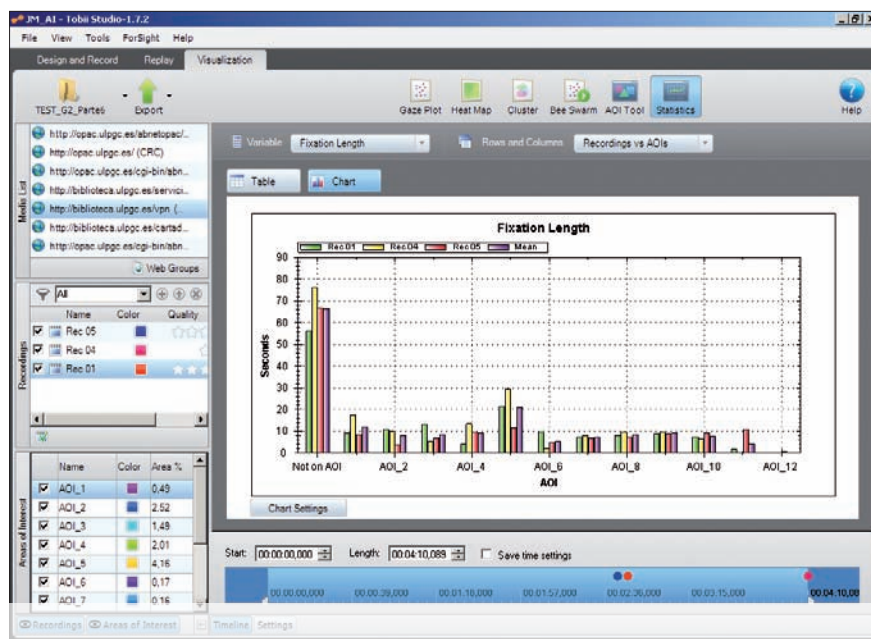 JM_AI - Tobii Studio-1.7.2
File View Tools ForSight Help
Design and Record Replay Visualization
TEST_G2_Parte6 Export Gaze Plot Heat Map Cluster Bee Swarm AOI Tool Statistics Help
Media List
http://opac.ulpgc.es/abnetopac/..
http://opac.ulpgc.es/ (CRC)
http://opac.ulpgc.es/cgi-bin/abn..
http://biblioteca.ulpgc.es/servici..
http://biblioteca.ulpgc.es/vpn (..
http://biblioteca.ulpgc.es/cartad..
http://opac.ulpgc.es/cgi-bin/abn..
Web Groups
Recordings
All
Name Color Quality
Rec 05
Rec 04
Rec 01
Areas of Interest
Name Color Area %
AOI_1 0,49
AOI_2 2,52
AOI_3 1,49
AOI_4 2,01
AOI_5 4,16
AOI_6 0,17
AOI_7 0,16
Recordings Areas of Interest Timeline Settings
Variable Fixation Length Rows and Columns Recordings vs AOIs
Table Chart
Fixation Length
Rec 01 Rec 04 Rec 05 Mean
Seconds
90
80
70
60
50
40
30
20
10
0
Not on AOI AOI_2 AOI_4 AOI_6 AOI_8 AOI_10 AOI_12
AOI
Chart Settings
Start: 00:00:00,000 Length: 00:04:10,089 Save time settings
00:00:00,000 00:00:39,000 00:01:18,000 00:01:57,000 00:02:36,000 00:03:15,000 00:04:10,08